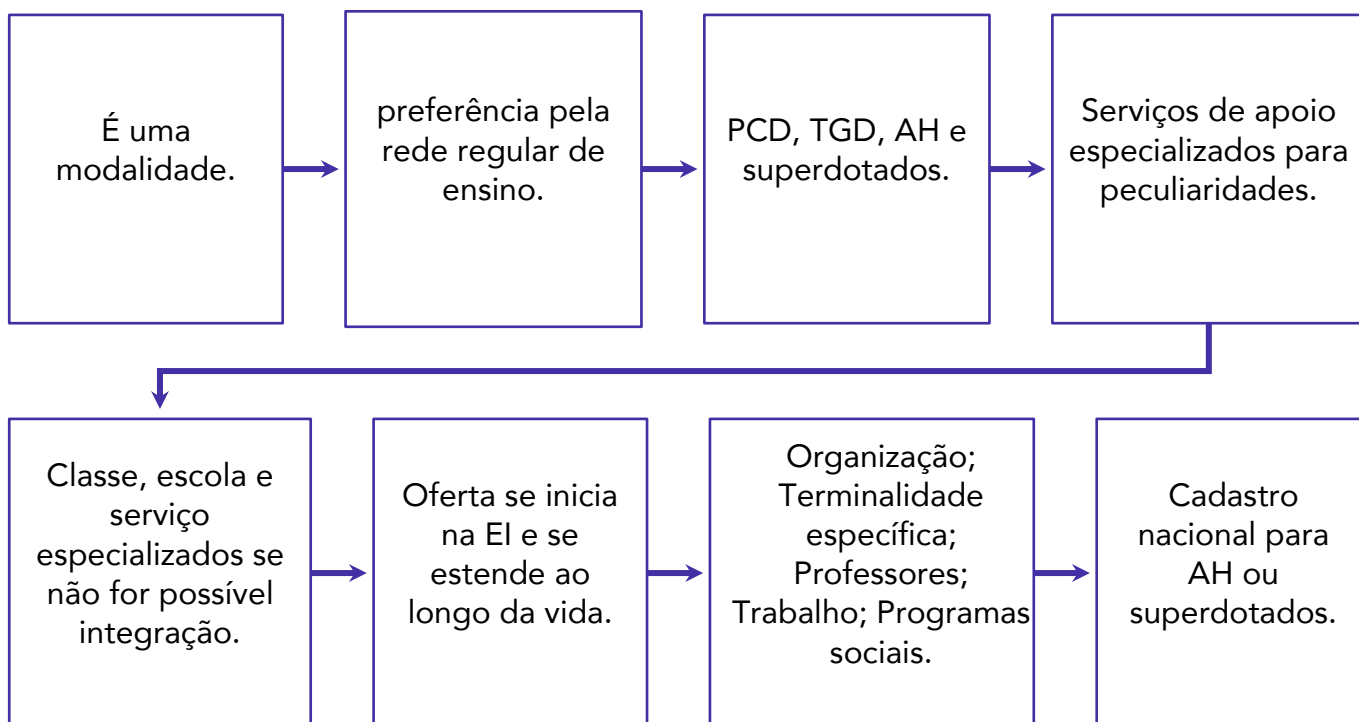 É uma
modalidade.
preferência pela
rede regular de
ensino.
PCD, TGD, AH e
superdotados.
Serviços de apoio
especializados para
peculiaridades.
Classe, escola e
serviço
especializados se
não for possível
integração.
Oferta se inicia
na EI e se
estende ao
longo da vida.
Organização;
Terminalidade
específica;
Professores;
Trabalho; Programas
sociais.
Cadastro
nacional para
AH ou
superdotados.